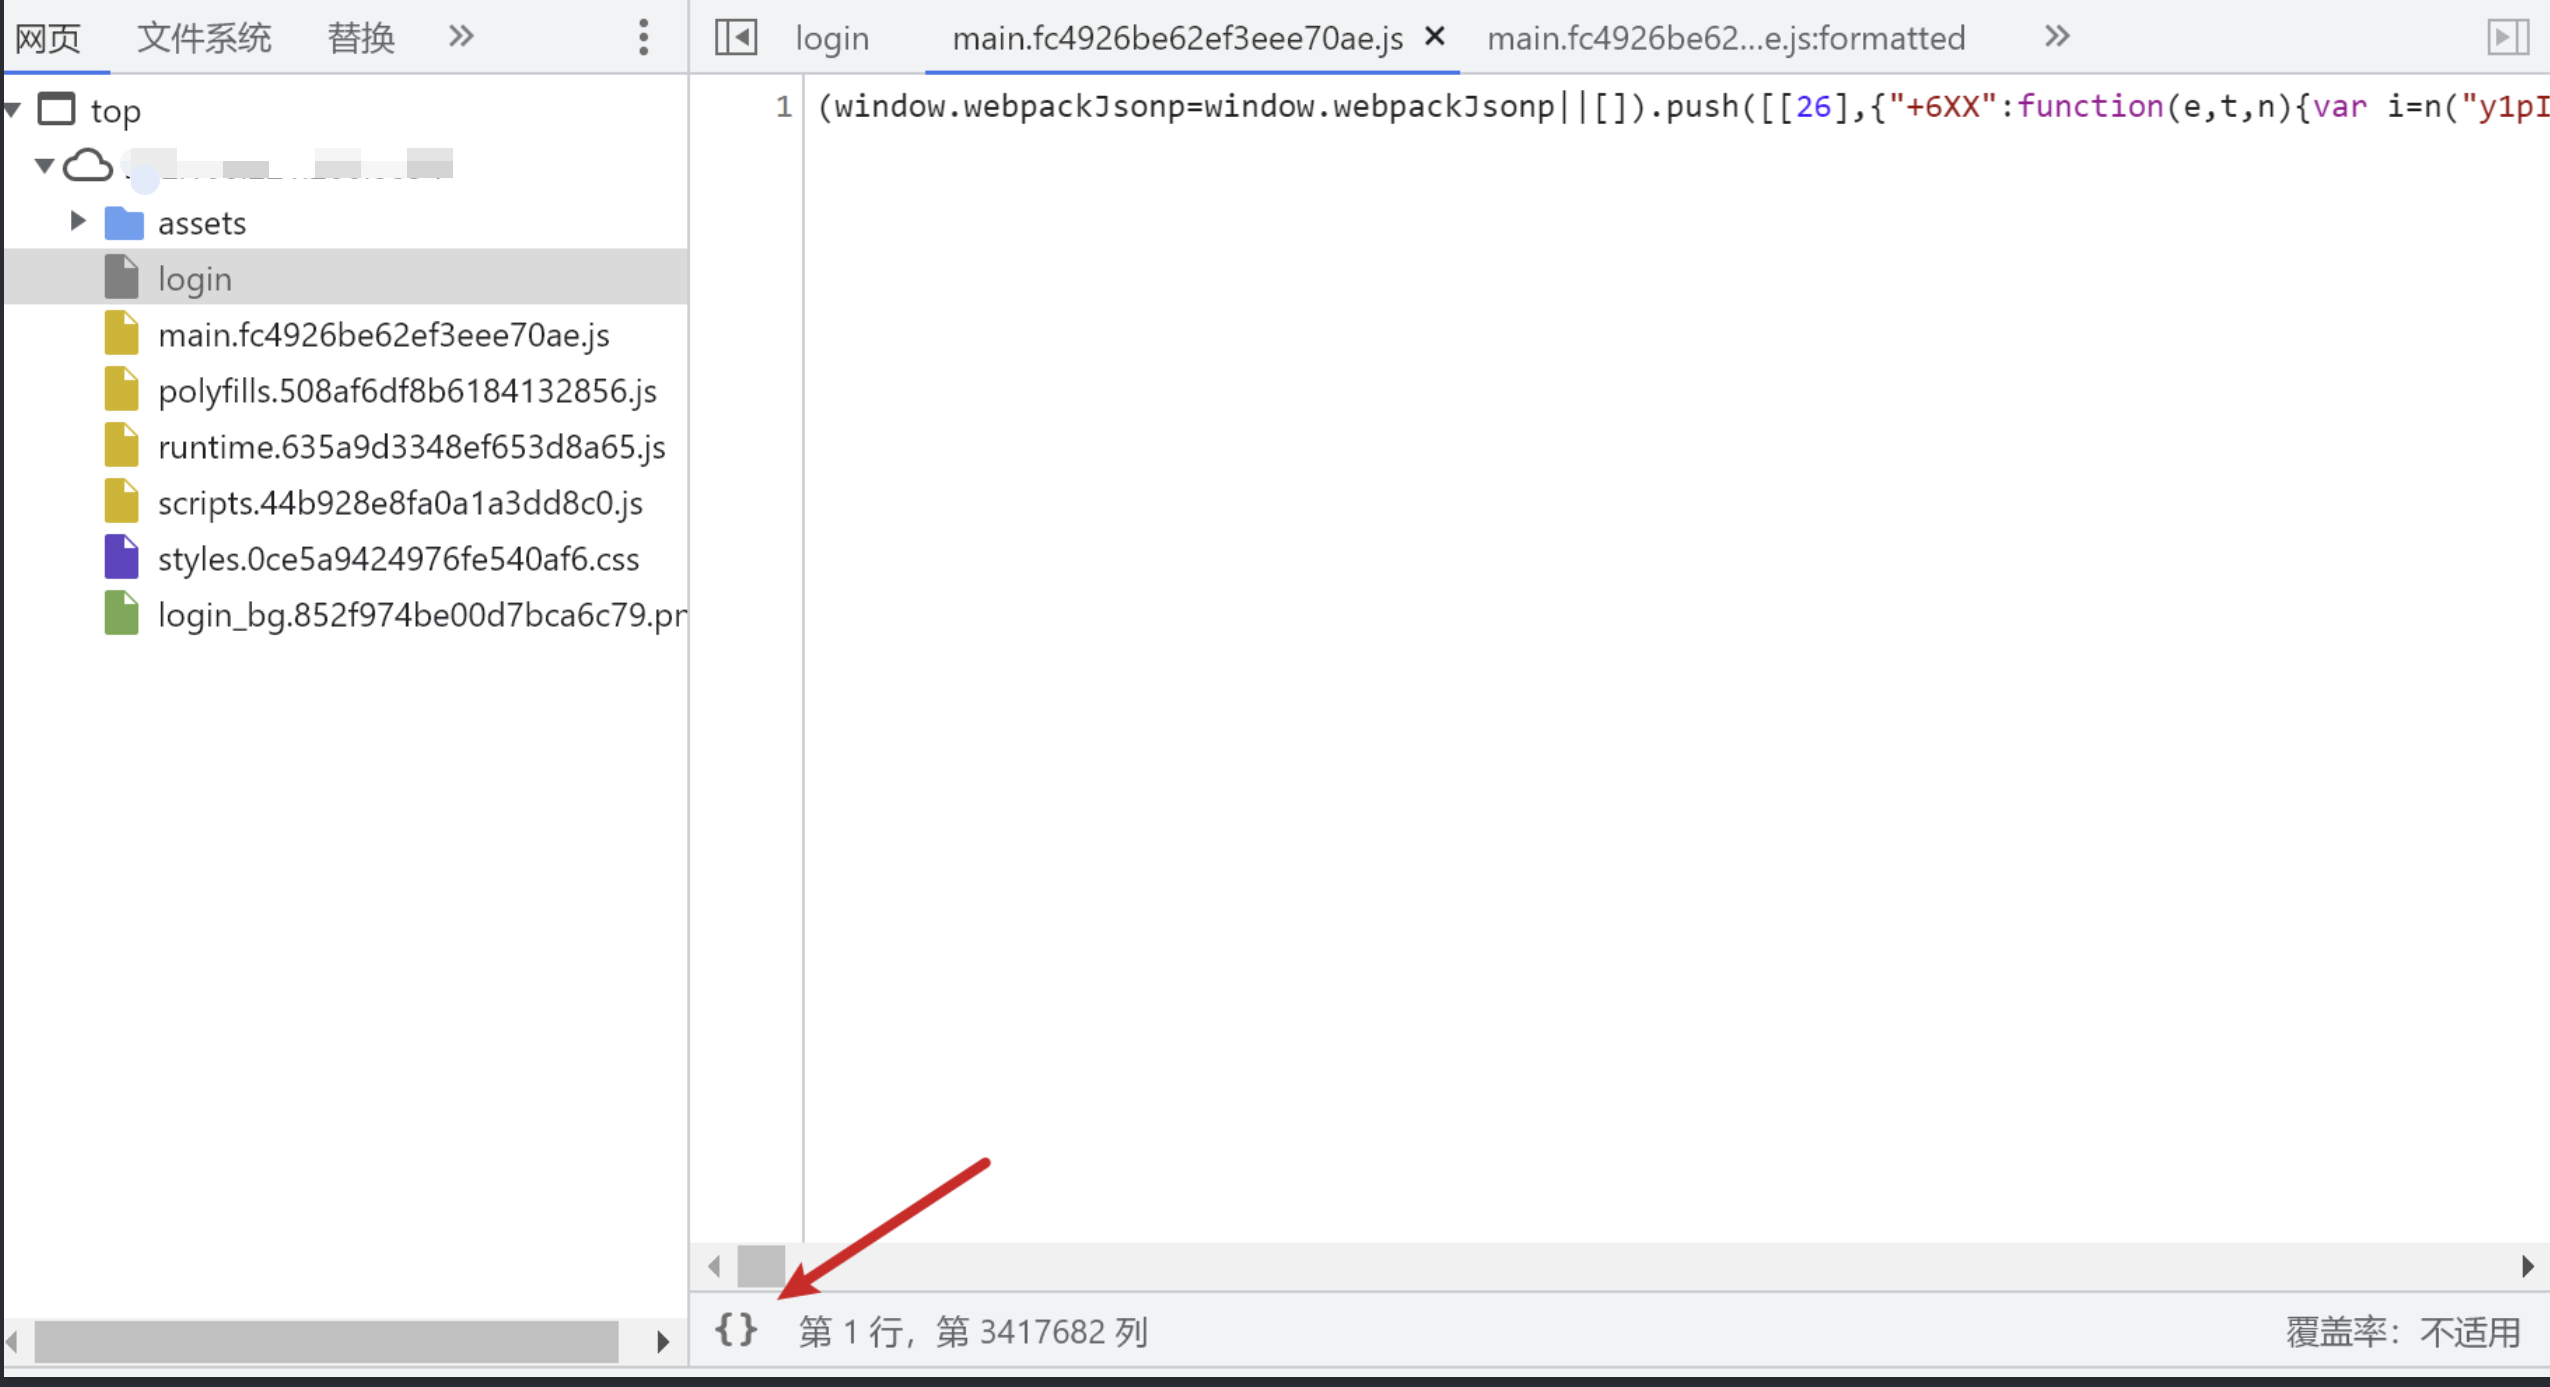 网页 文件系统 替换 »
login main.fc4926be62ef3eee70ae.js × main.fc4926be62...e.js:formatted »
top
assets
login
main.fc4926be62ef3eee70ae.js
polyfills.508af6df8b6184132856.js
runtime.635a9d3348ef653d8a65.js
scripts.44b928e8fa0a1a3dd8c0.js
styles.0ce5a9424976fe540af6.css
login_bg.852f974be00d7bca6c79.pn
1 (window.webpackJsonp=window.webpackJsonp||[]).push([[26],{"+6XX":function(e,t,n){var i=n("y1pI
{} 第 1 行，第 3417682 列 覆盖率：不适用